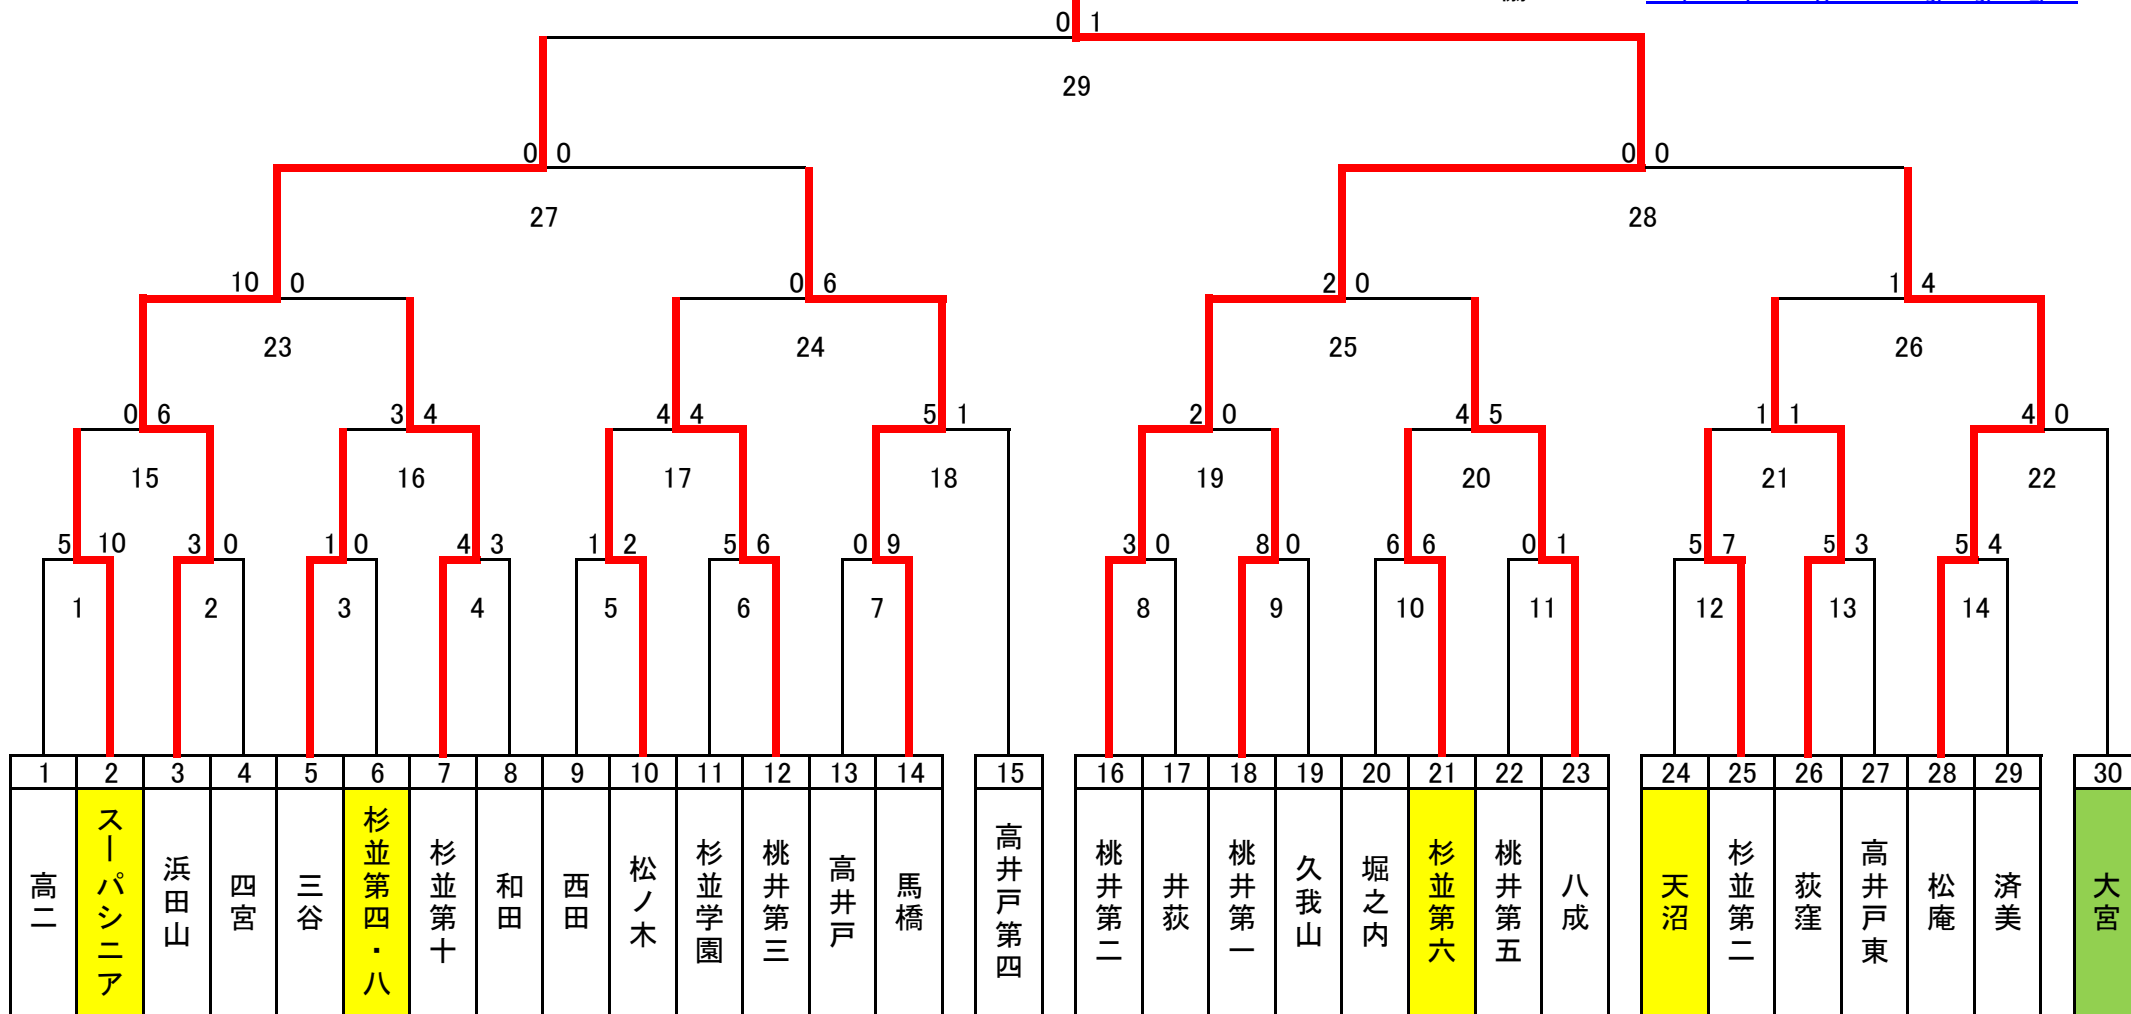 0 1
29
0 0
0 0
27
28
10 0
0 6
2 0
1 4
23
24
25
26
0 6
3 4
4 4
5 1
2 0
4 5
1 1
4 0
15
16
17
18
19
20
21
22
5 10
3 0
1 0
4 3
1 2
5 6
0 9
3 0
8 0
6 6
0 1
5 7
5 3
5 4
1
2
3
4
5
6
7
8
9
10
11
12
13
14
1 2 3 4 5 6 7 8 9 10 11 12 13 14 15 16 17 18 19 20 21 22 23 24 25 26 27 28 29 30
高二
スーパシニア
浜田山
四宮
三谷
杉並第四・八
杉並第十
和田
西田
松ノ木
杉並学園
桃井第三
高井戸
馬橋
高井戸第四
桃井第二
井荻
桃井第一
久我山
堀之内
杉並第六
桃井第五
八成
天沼
杉並第二
荻窪
高井戸東
松庵
済美
大宮